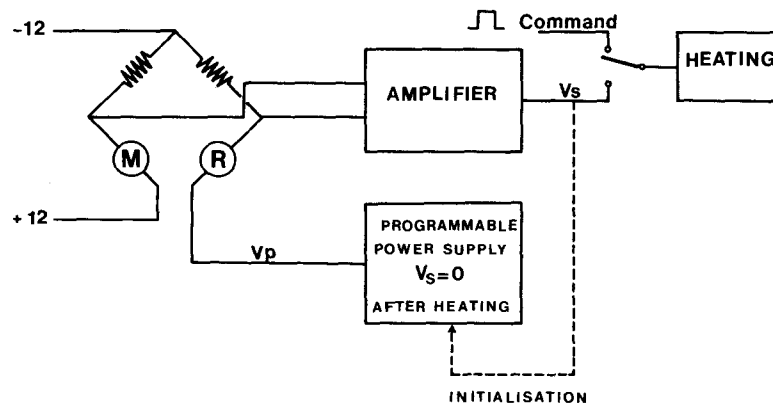 ~12
Command
HEATING
AMPLIFIER
Vs
M
R
+12
PROGRAMMABLE
POWER SUPPLY
Vp
VS=0
AFTER HEATING
INITIALISATION